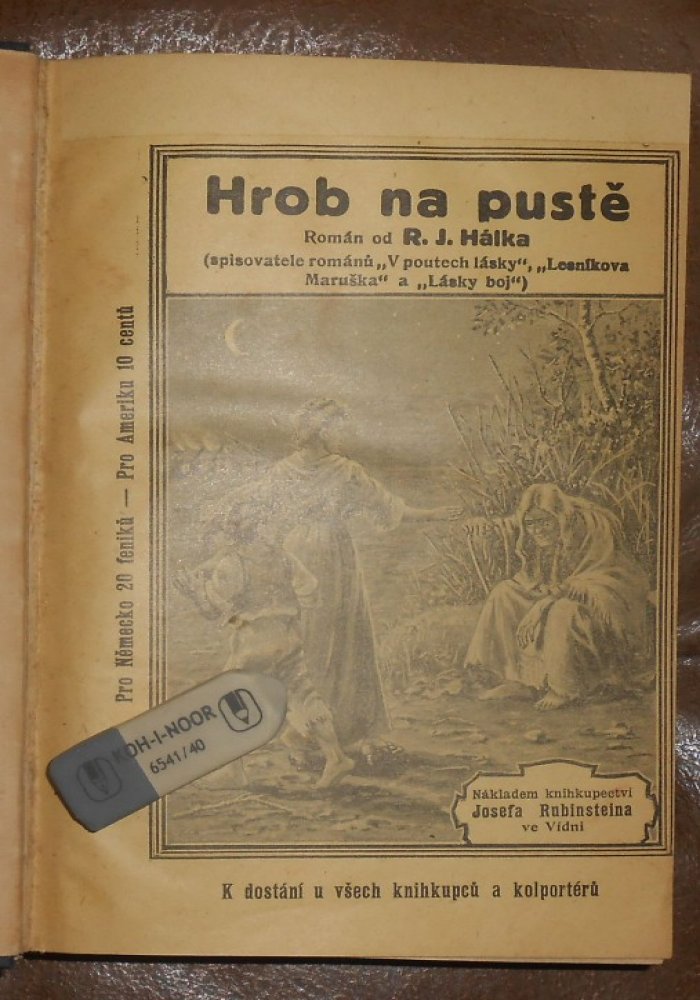 Hrob na pustě
Román od R. J. Hálka
(spisovatele románů „V poutech lásky“, „Lesníkova
Maruška“ a „Lásky boj“)
Pro Německo 20 feniků — Pro Ameriku 10 centů
KOH-I-NOOR
6541/40
Nákladem knihkupectví
Josefa Rubinsteina
ve Vídni
K dostání u všech knihkupců a kolportérů